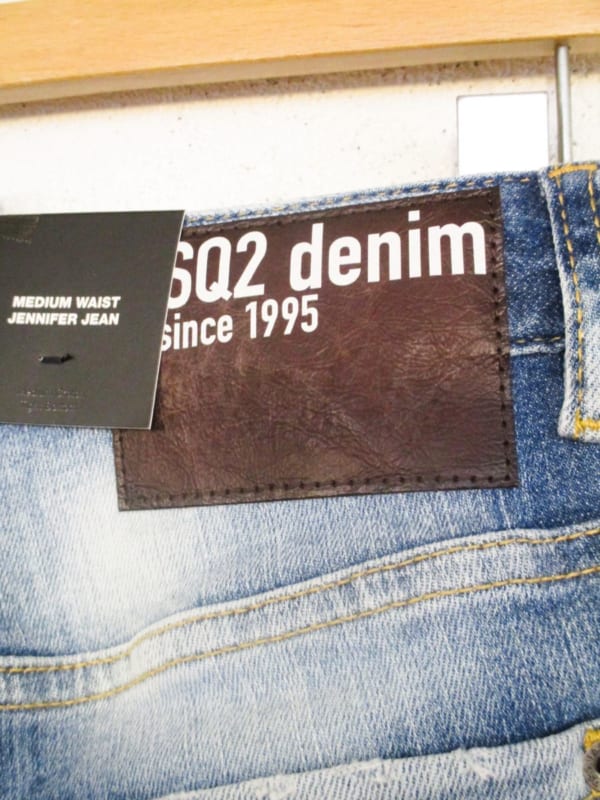 MEDIUM WAIST
JENNIFER JEAN
SQ2 denim
since 1995